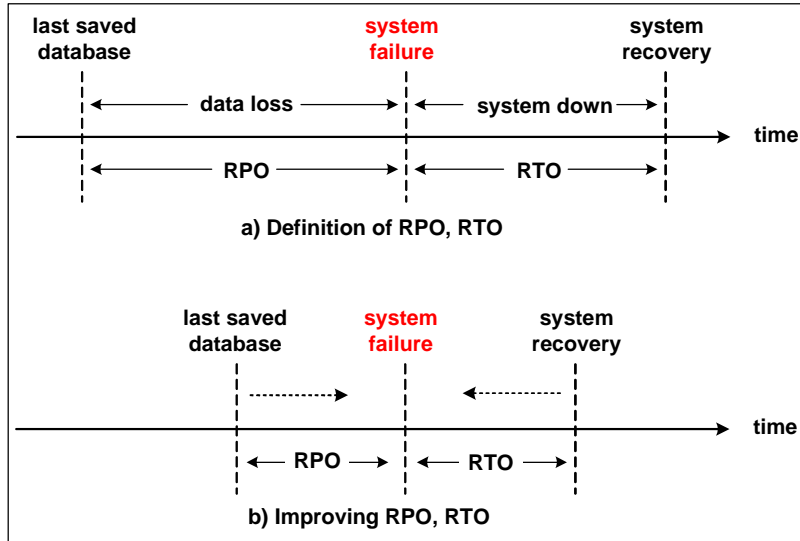 last saved
database
system
failure
system
recovery
data loss
system down
time
RPO
RTO
a) Definition of RPO, RTO
last saved
database
system
failure
system
recovery
time
RPO
RTO
b) Improving RPO, RTO